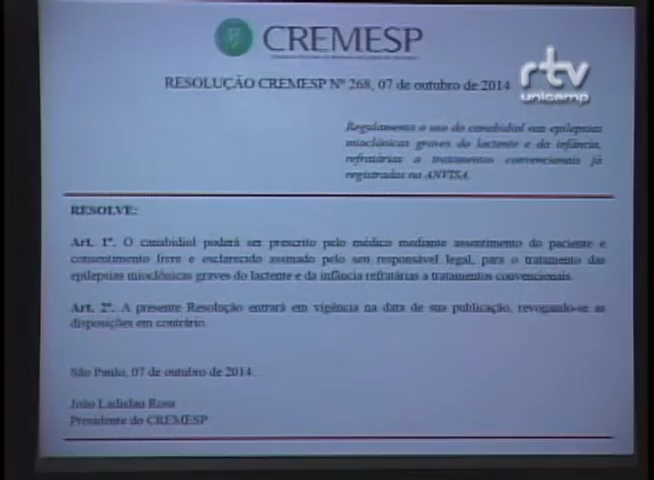 CREMESP
rtv
unicamp
RESOLUÇÃO CREMESP Nº 268, 07 de outubro de 2014
Regulamenta o uso do canabidiol nas epilepsias
mioclônicas graves do lactente e da infância,
refratárias a tratamentos convencionais já
registrados na ANVISA.
RESOLVE:
Art. 1º. O canabidiol poderá ser prescrito pelo médico mediante assentimento do paciente e
consentimento livre e esclarecido assinado pelo seu responsável legal, para o tratamento das
epilepsias mioclônicas graves do lactente e da infância refratárias a tratamentos convencionais.
Art. 2º. A presente Resolução entrará em vigência na data de sua publicação, revogando-se as
disposições em contrário.
São Paulo, 07 de outubro de 2014.
João Ladislau Rosa
Presidente do CREMESP